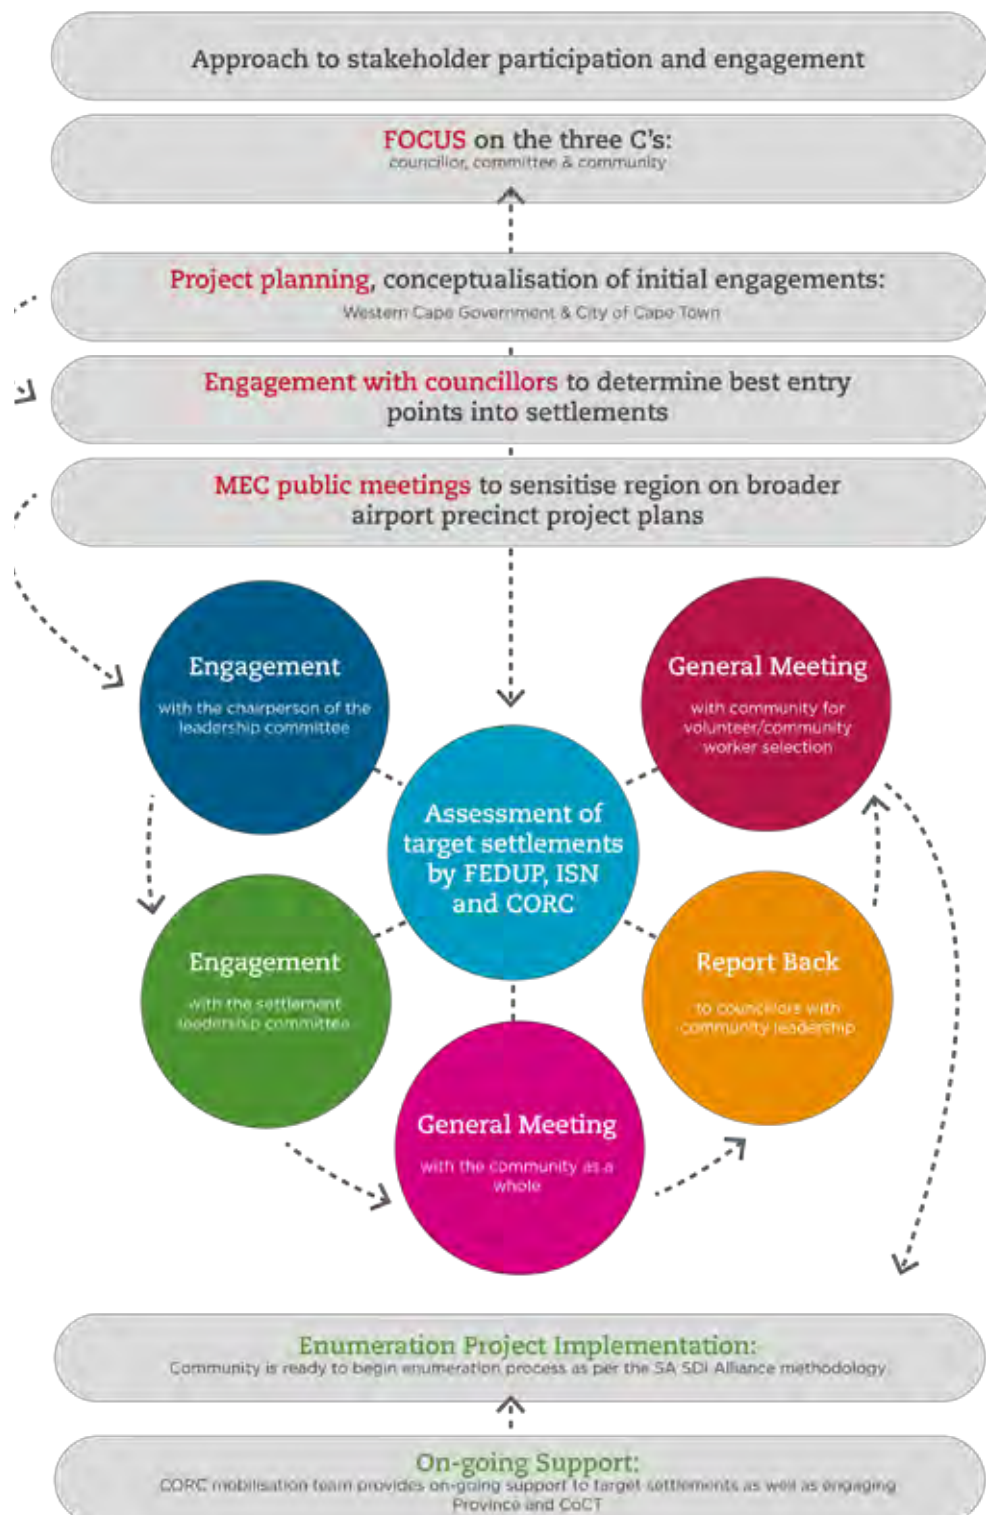 Approach to stakeholder participation and engagement
FOCUS on the three C's:
councillor, committee & community
Project planning, conceptualisation of initial engagements:
Western Cape Government & City of Cape Town
Engagement with councillors to determine best entry
points into settlements
MEC public meetings to sensitise region on broader
airport precinct project plans
Engagement
with the chairperson of the
leadership committee
General Meeting
with community for
volunteer/community
worker selection
Assessment of
target settlements
by FEDUP, ISN
and CORC
Engagement
with the settlement
leadership committee
Report Back
to councillors with
community leadership
General Meeting
with the community as a
whole
Enumeration Project Implementation:
Community is ready to begin enumeration process as per the SA SDI Alliance methodology
On-going Support:
CORC mobilisation team provides on-going support to target settlements as well as engaging
Province and CoCT